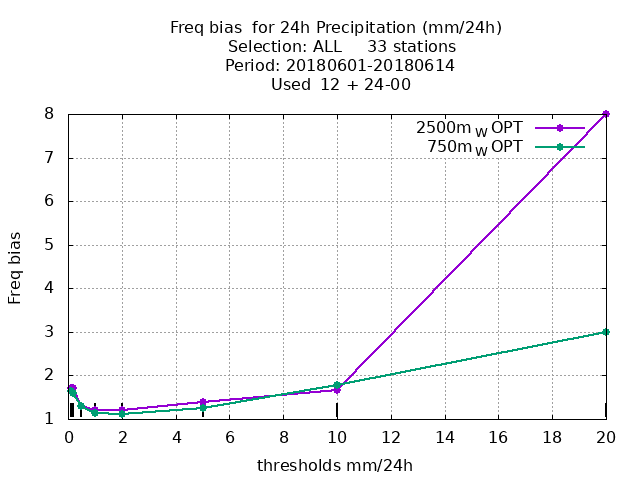 Freq bias  for 24h Precipitation (mm/24h)
Selection: ALL     33 stations
Period: 20180601-20180614
Used  12 + 24-00
2500m W OPT
750m W OPT
8
7
6
5
4
3
2
1
Freq bias
0 2 4 6 8 10 12 14 16 18 20
thresholds mm/24h